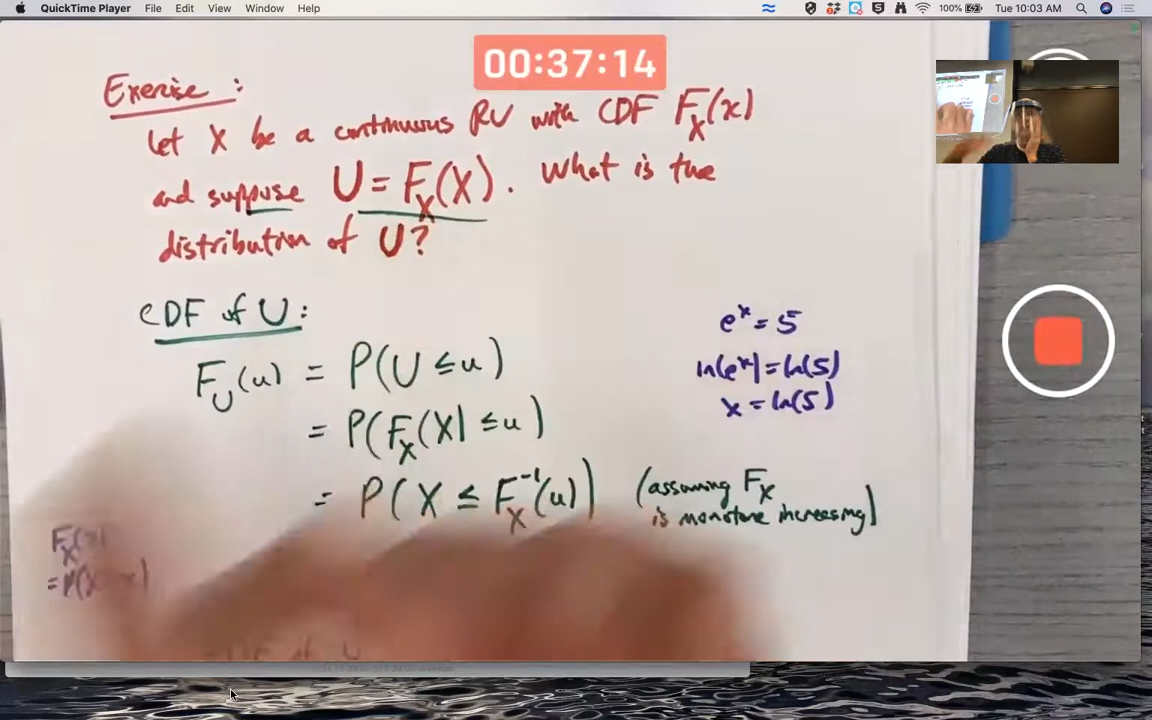 QuickTime Player File Edit View Window Help 100% Tue 10:03 AM
00:37:14
Exercise:
Let X be a continuous RV with CDF F_X(x)
and suppose U = F_X(X). What is the
distribution of U?
CDF of U:
F_U(u) = P(U ≤ u)
= P(F_X(X) ≤ u)
= P(X ≤ F_X^{-1}(u)) (assuming F_X
is monotone increasing)
e^x = 5
ln(e^x) = ln(5)
x = ln(5)
F_X
= P(X
of U